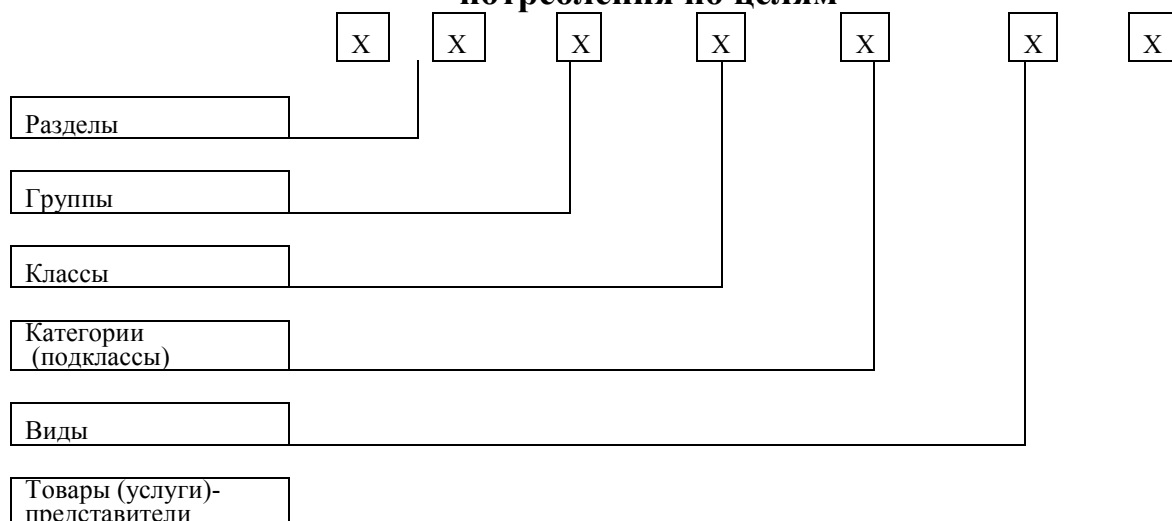 потребления по целям
X X X X X X X
Разделы
Группы
Классы
Категории
(подклассы)
Виды
Товары (услуги)-
представители